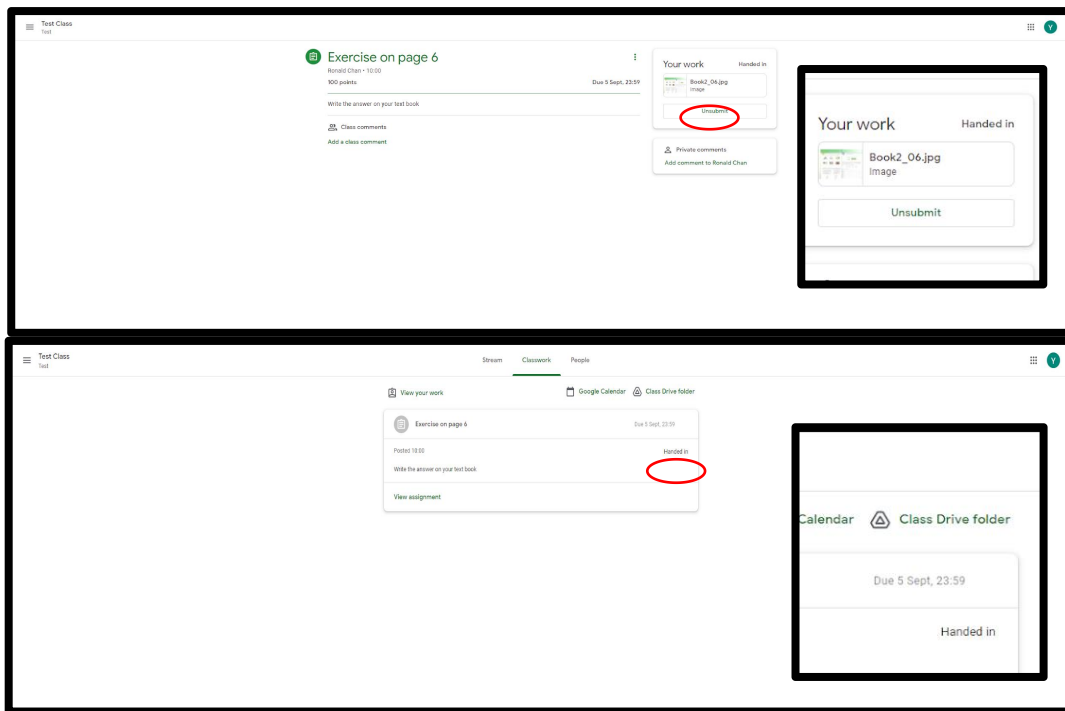 Test Class
Test
Y
Exercise on page 6
Ronald Chan • 10:00
100 points
Due 5 Sept, 23:59
Write the answer on your text book
Class comments
Add a class comment
Your work
Handed in
Book2_06.jpg
Image
Unsubmit
Private comments
Add comment to Ronald Chan
Your work
Handed in
Book2_06.jpg
Image
Unsubmit
Test Class
Test
Stream
Classwork
People
Y
View your work
Google Calendar
Class Drive folder
Exercise on page 6
Due 5 Sept, 23:59
Posted 10:00
Handed in
Write the answer on your text book
View assignment
Calendar
Class Drive folder
Due 5 Sept, 23:59
Handed in